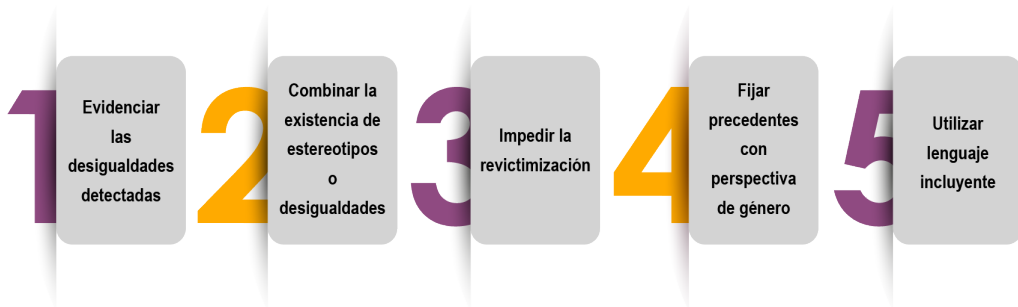 1
Evidenciar
las
desigualdades
detectadas
2
Combinar la
existencia de
estereotipos
o
desigualdades
3
Impedir la
revictimización
4
Fijar
precedentes
con
perspectiva
de género
5
Utilizar
lenguaje
incluyente